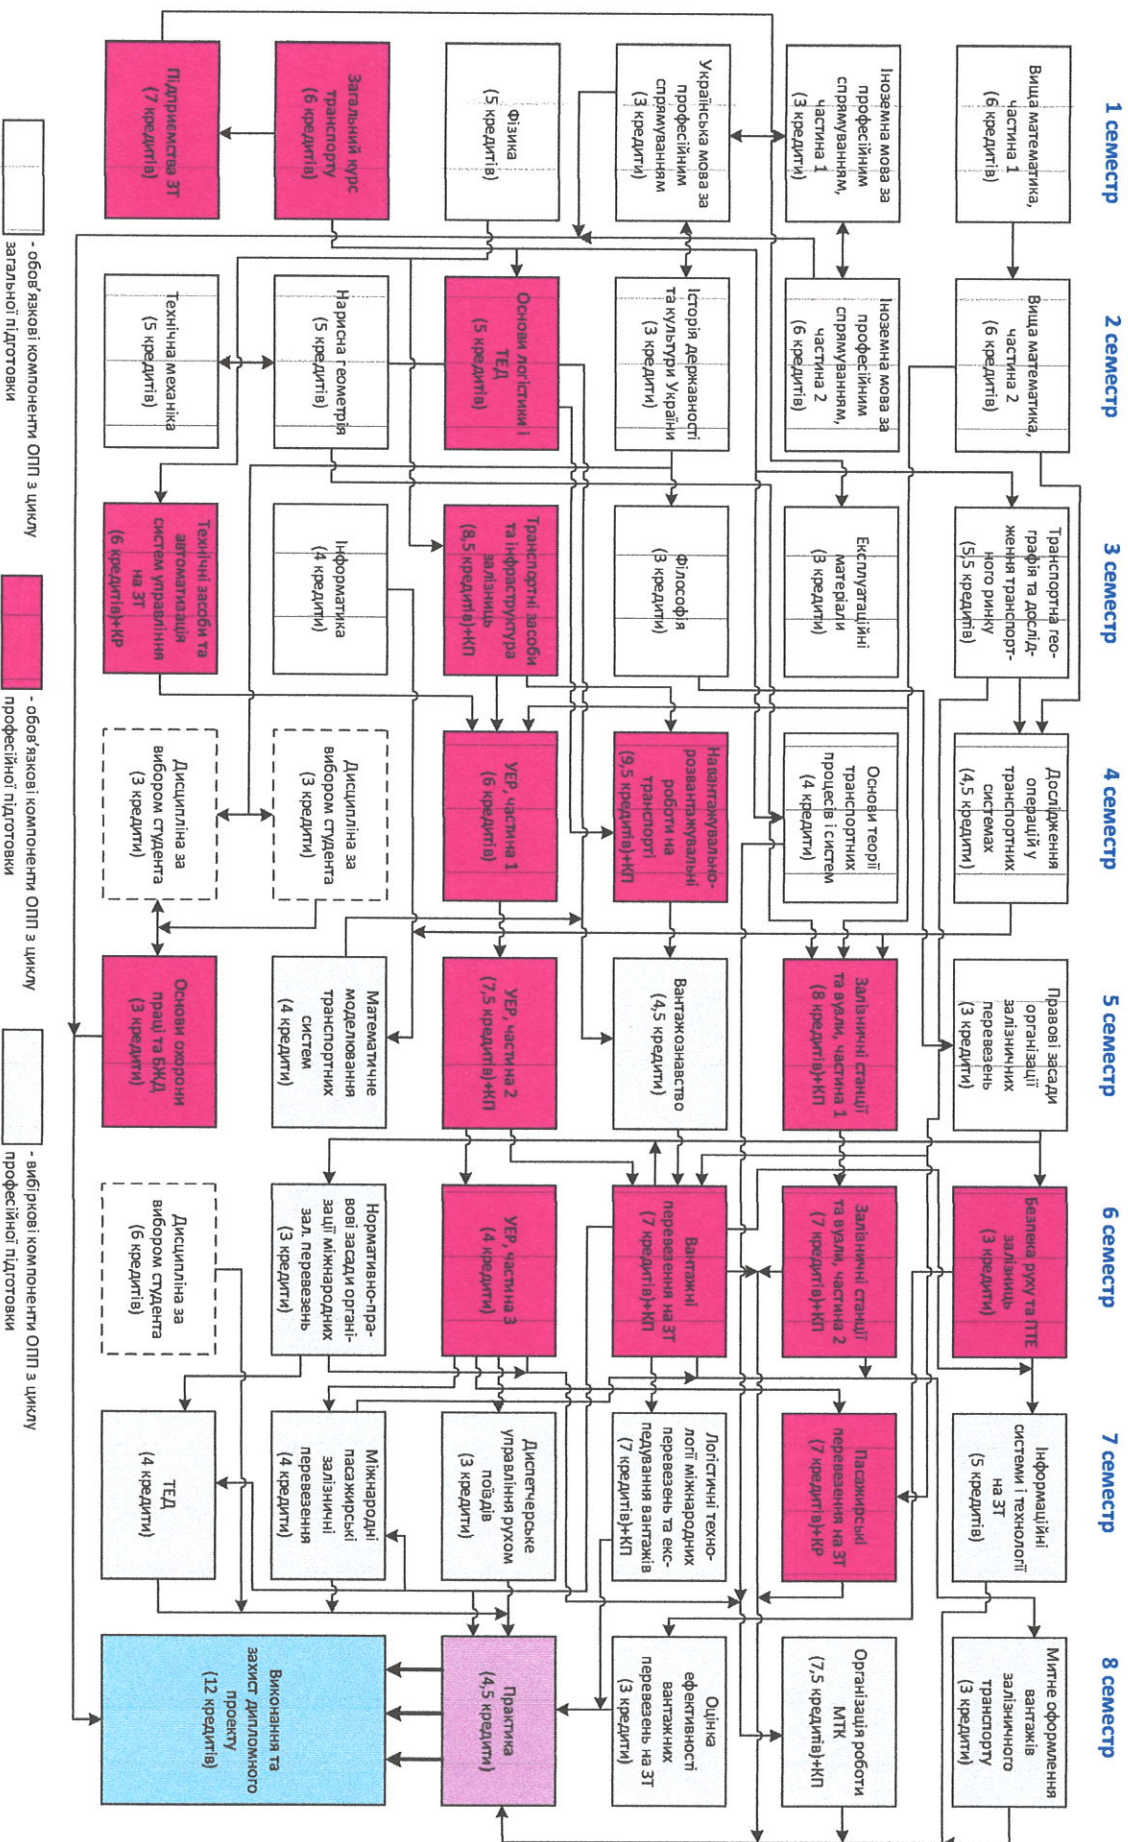 1 семестр
Вища математика,
частина 1
(6 кредитів)
Іноземна мова за
професійним
спрямуванням,
частина 1
(3 кредити)
Українська мова за
професійним
спрямуванням
(3 кредити)
Фізика
(5 кредитів)
Загальний курс
транспорту
(6 кредитів)
Підприємства ЗТ
(7 кредитів)
2 семестр
Вища математика,
частина 2
(6 кредитів)
Іноземна мова за
професійним
спрямуванням,
частина 2
(6 кредитів)
Історія державності
та культури України
(3 кредити)
Основи логістики і
ТЕД
(5 кредитів)
Нарисна геометрія
(5 кредитів)
Технічна механіка
(5 кредитів)
3 семестр
Транспортна гео-
графія та дослід-
ження транспорт-
ного ринку
(5,5 кредитів)
Експлуатаційні
матеріали
(3 кредити)
Філософія
(3 кредити)
Транспортні засоби
та інфраструктура
залізниць
(8,5 кредитів)+КП
Інформатика
(4 кредити)
Технічні засоби та
автоматизація
систем управління
на ЗТ
(6 кредитів)+КР
4 семестр
Дослідження
операцій у
транспортних
системах
(4,5 кредити)
Основи теорії
транспортних
процесів і систем
(4 кредити)
Навантажувально-
розвантажувальні
роботи на
транспорті
(9,5 кредитів)+КП
УЕР, частина 1
(6 кредитів)
Дисципліна за
вибором студента
(3 кредити)
Дисципліна за
вибором студента
(3 кредити)
5 семестр
Правові засади
організації
залізничних
перевезень
(3 кредити)
Залізничні станції
та вузли, частина 1
(8 кредитів)+КП
Вантажознавство
(4,5 кредити)
УЕР, частина 2
(7,5 кредитів)+КП
Математичне
моделювання
транспортних
систем
(4 кредити)
Основи охорони
праці та БЖД
(3 кредити)
6 семестр
Безпека руху та ПТЕ
залізниць
(3 кредити)
Залізничні станції
та вузли, частина 2
(7 кредитів)+КП
Вантажні
перевезення на ЗТ
(7 кредитів)+КП
УЕР, частина 3
(4 кредити)
Нормативно-пра-
вові засади органі-
зації міжнародних
зал. перевезень
(3 кредити)
Дисципліна за
вибором студента
(6 кредитів)
7 семестр
Інформаційні
системи і технології
на ЗТ
(5 кредитів)
Пасажирські
перевезення на ЗТ
(7 кредитів)+КР
Логістичні техно-
логії міжнародних
перевезень та екс-
педування вантажів
(7 кредитів)+КП
Диспетчерське
управління рухом
поїздів
(3 кредити)
Міжнародні
пасажирські
залізничні
перевезення
(4 кредити)
ТЕД
(4 кредити)
8 семестр
Митне оформлення
вантажів
залізничного
транспорту
(3 кредити)
Організація роботи
МТК
(7,5 кредитів)+КП
Оцінка
ефективності
вантажних
перевезень на ЗТ
(3 кредити)
Практика
(4,5 кредити)
Виконання та
захист дипломного
проекту
(12 кредитів)
- обов'язкові компоненти ОПП з циклу
загальної підготовки
- обов'язкові компоненти ОПП з циклу
професійної підготовки
- вибіркові компоненти ОПП з циклу
професійної підготовки